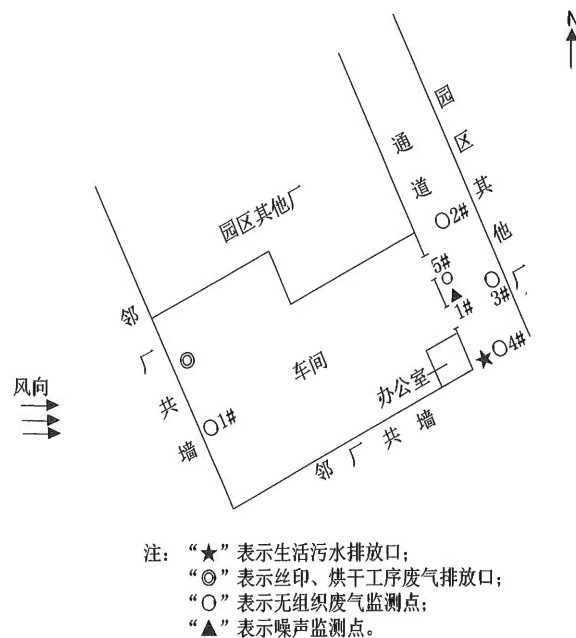 N
园区其他厂
通道
园区其他厂
2#
5#
3#
1#
4#
邻厂共墙
车间
办公室
风向
1#
邻厂共墙
注：“★”表示生活污水排放口；
“◎”表示丝印、烘干工序废气排放口；
“○”表示无组织废气监测点；
“▲”表示噪声监测点。